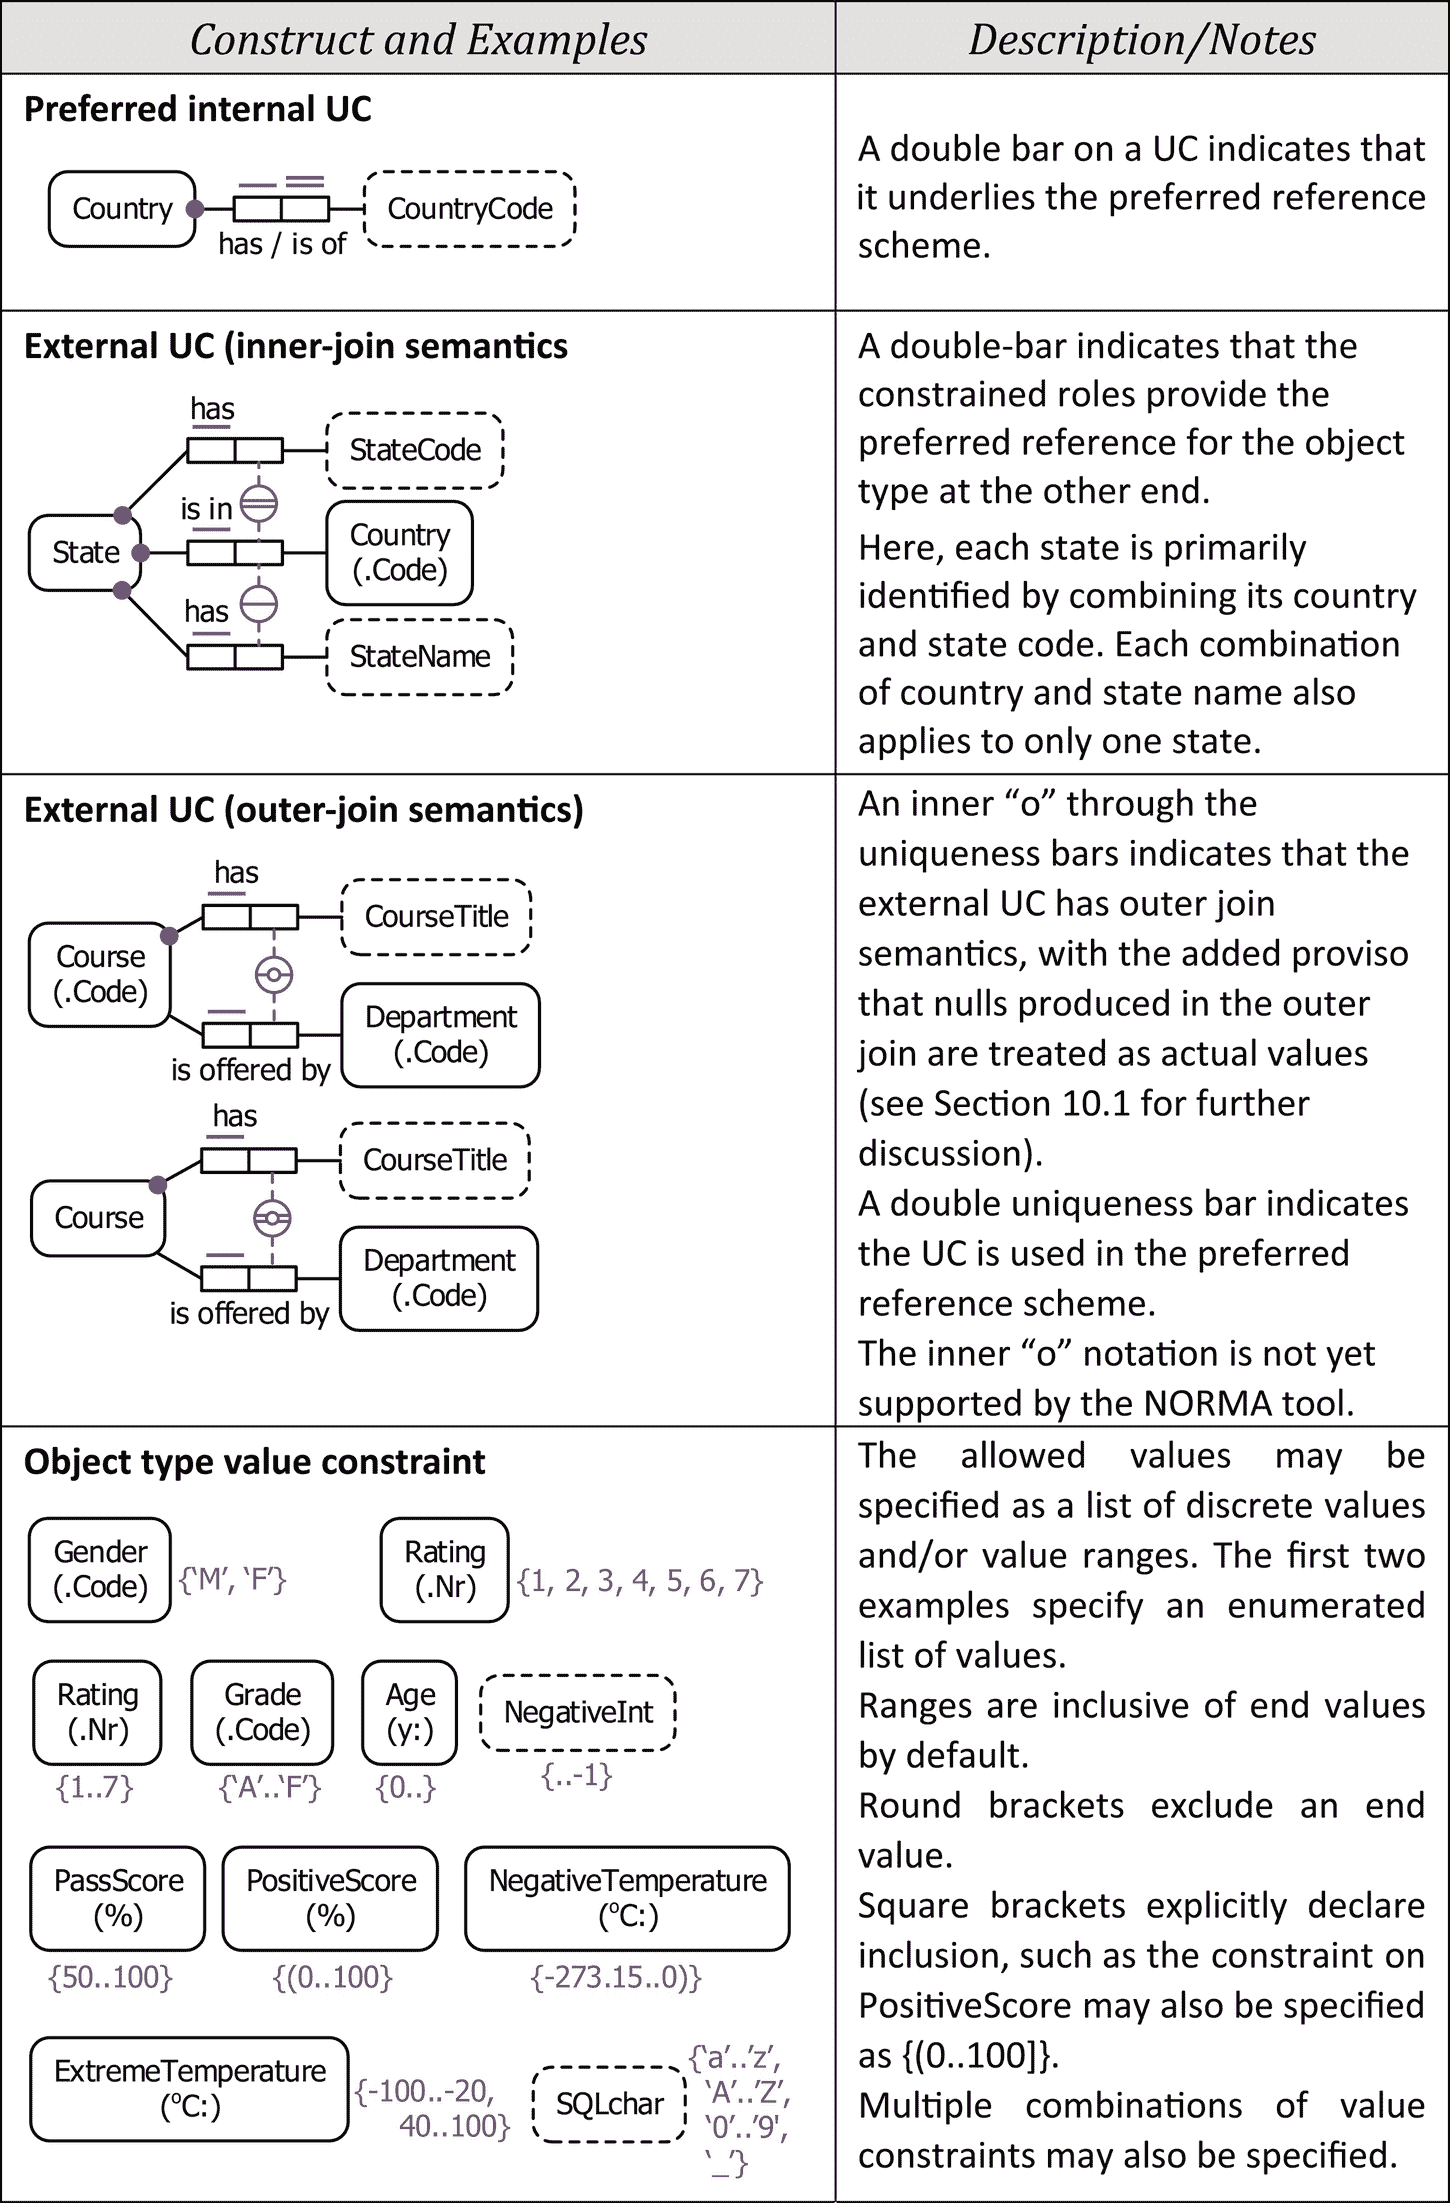 Construct and Examples
Description/Notes
Preferred internal UC
Country
CountryCode
has / is of
A double bar on a UC indicates that
it underlies the preferred reference
scheme.
External UC (inner-join semantics
has
StateCode
is in
State
Country
(.Code)
has
StateName
A double-bar indicates that the
constrained roles provide the
preferred reference for the object
type at the other end.
Here, each state is primarily
identified by combining its country
and state code. Each combination
of country and state name also
applies to only one state.
External UC (outer-join semantics)
has
CourseTitle
Course
(.Code)
Department
(.Code)
is offered by
has
CourseTitle
Course
Department
(.Code)
is offered by
An inner “o” through the
uniqueness bars indicates that the
external UC has outer join
semantics, with the added proviso
that nulls produced in the outer
join are treated as actual values
(see Section 10.1 for further
discussion).
A double uniqueness bar indicates
the UC is used in the preferred
reference scheme.
The inner “o” notation is not yet
supported by the NORMA tool.
Object type value constraint
Gender
(.Code)
{‘M’, ‘F’}
Rating
(.Nr)
{1, 2, 3, 4, 5, 6, 7}
Rating
(.Nr)
{1..7}
Grade
(.Code)
{‘A’..‘F’}
Age
(y:)
{0..}
NegativeInt
{..-1}
PassScore
(%)
{50..100}
PositiveScore
(%)
{(0..100}
NegativeTemperature
(°C:)
{-273.15..0)}
ExtremeTemperature
(°C:)
{-100..-20,
40..100}
SQLchar
{‘a’..’z’,
‘A’..’Z’,
‘0’..’9',
‘_’}
The allowed values may be
specified as a list of discrete values
and/or value ranges. The first two
examples specify an enumerated
list of values.
Ranges are inclusive of end values
by default.
Round brackets exclude an end
value.
Square brackets explicitly declare
inclusion, such as the constraint on
PositiveScore may also be specified
as {(0..100]}.
Multiple combinations of value
constraints may also be specified.